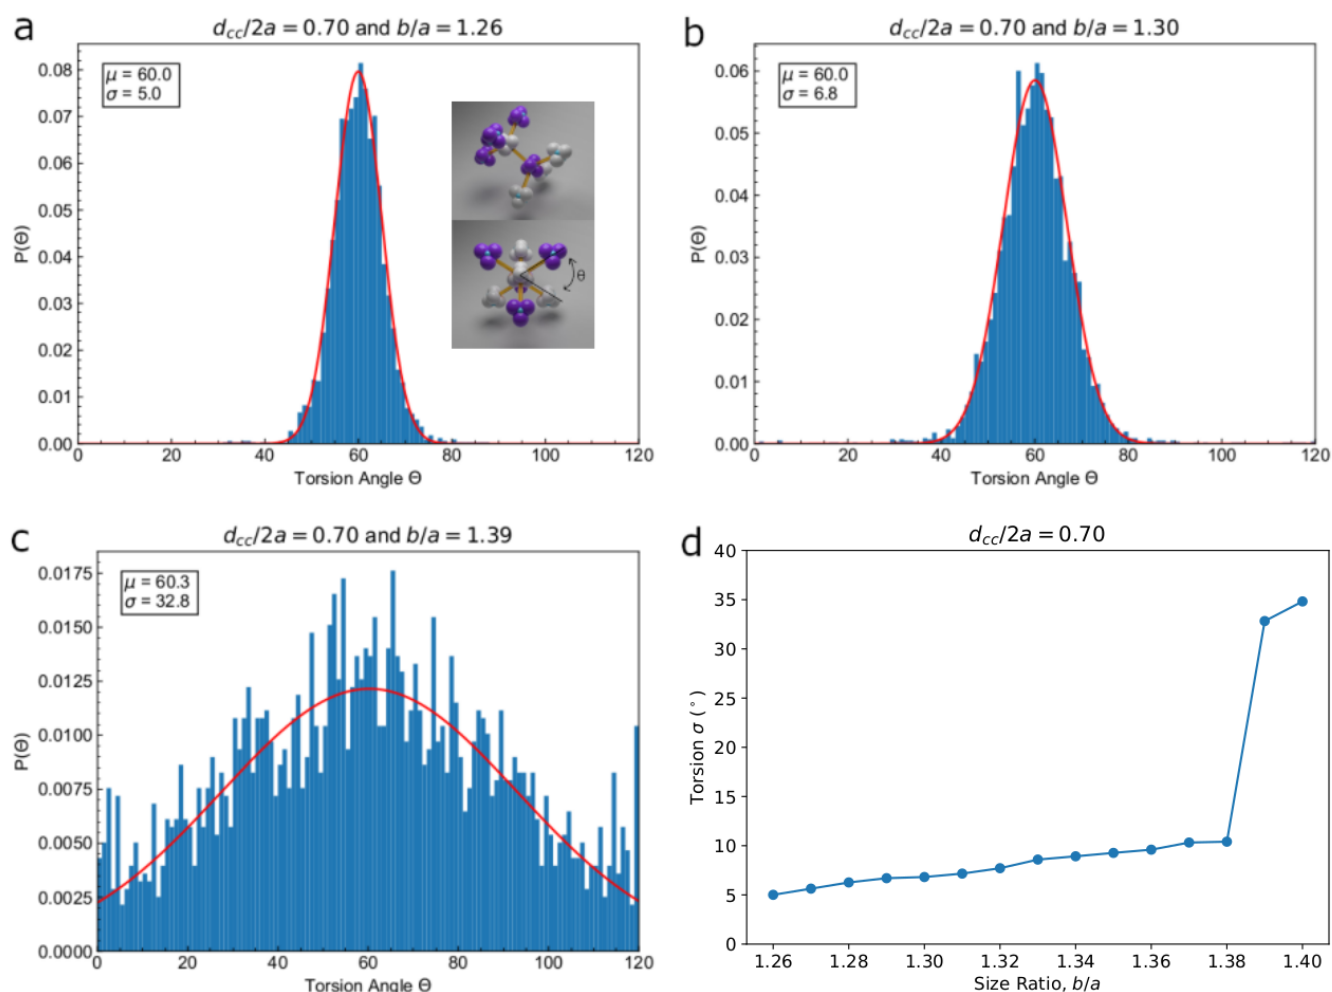 a
d_cc/2a = 0.70 and b/a = 1.26
μ = 60.0
σ = 5.0
P(Θ)
0.08
0.07
0.06
0.05
0.04
0.03
0.02
0.01
0.00
θ
0 20 40 60 80 100 120
Torsion Angle Θ
b
d_cc/2a = 0.70 and b/a = 1.30
μ = 60.0
σ = 6.8
P(Θ)
0.06
0.05
0.04
0.03
0.02
0.01
0.00
0 20 40 60 80 100 120
Torsion Angle Θ
c
d_cc/2a = 0.70 and b/a = 1.39
μ = 60.3
σ = 32.8
P(Θ)
0.0175
0.0150
0.0125
0.0100
0.0075
0.0050
0.0025
0.0000
0 20 40 60 80 100 120
Torsion Angle Θ
d
d_cc/2a = 0.70
Torsion σ (°)
40
35
30
25
20
15
10
5
0
1.26 1.28 1.30 1.32 1.34 1.36 1.38 1.40
Size Ratio, b/a